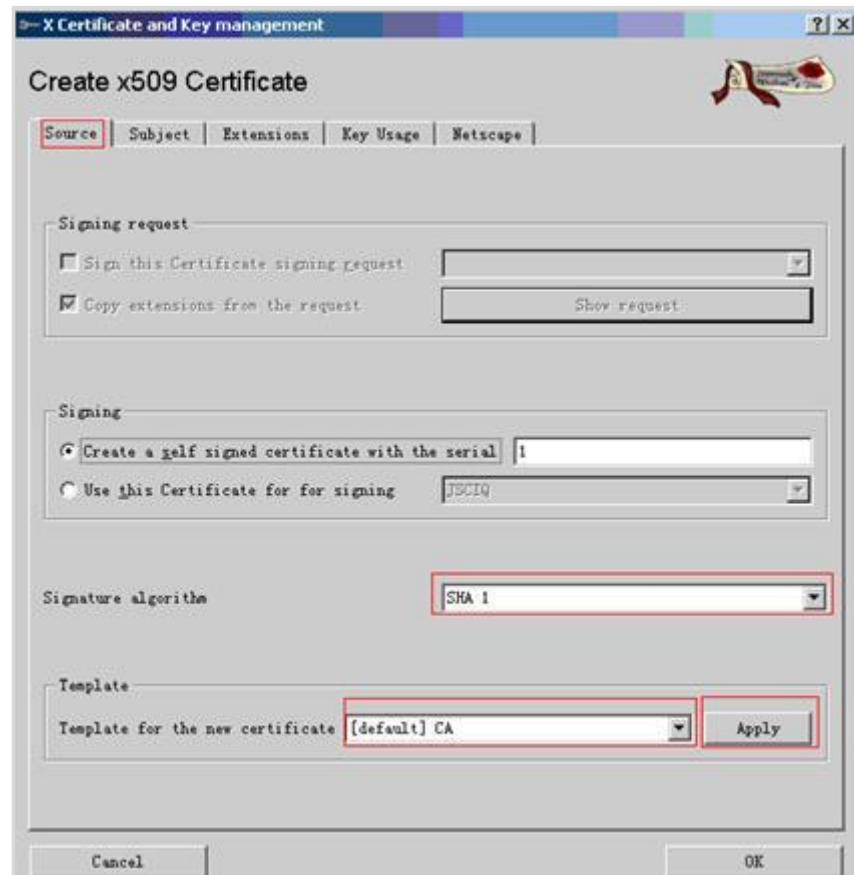 X Certificate and Key management
Create x509 Certificate
Source Subject Extensions Key Usage Netscape
Signing request
Sign this Certificate signing request
Copy extensions from the request Show request
Signing
Create a self signed certificate with the serial 1
Use this Certificate for for signing JSCIQ
Signature algorithm SHA 1
Template
Template for the new certificate [default] CA Apply
Cancel OK